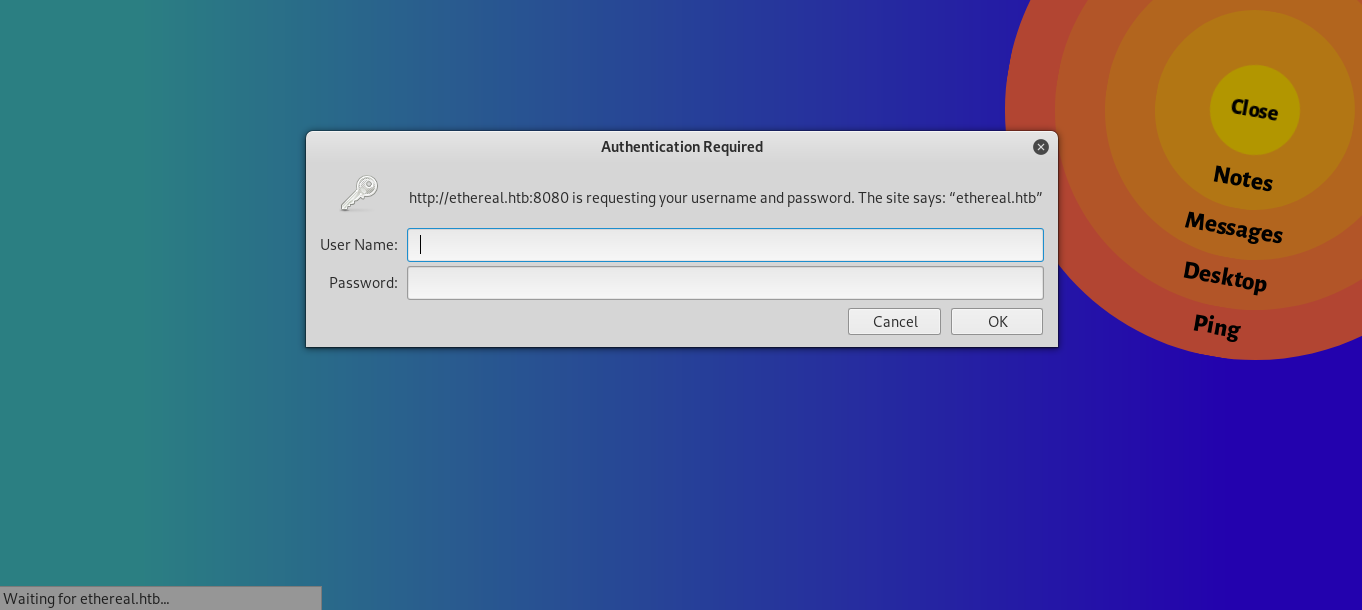 Authentication Required
http://ethereal.htb:8080 is requesting your username and password. The site says: “ethereal.htb”
User Name:
Password:
Cancel
OK
Close
Notes
Messages
Desktop
Ping
Waiting for ethereal.htb...